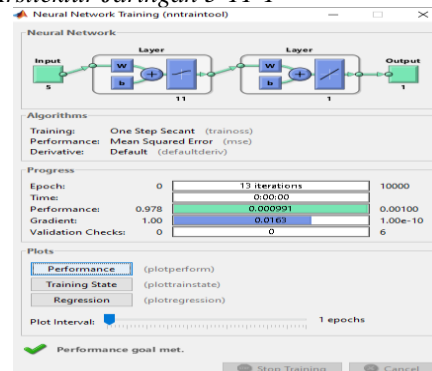 Jaringan 5-11-1
Neural Network Training (nntraintool)
Neural Network
Layer Layer
Input Output
W b W b
5 11 1 1
Algorithms
Training: One Step Secant (trainoss)
Performance: Mean Squared Error (mse)
Derivative: Default (defaultderiv)
Progress
Epoch: 0 13 iterations 10000
Time: 0:00:00
Performance: 0.978 0.000991 0.00100
Gradient: 1.00 0.0163 1.00e-10
Validation Checks: 0 0 6
Plots
Performance (plotperform)
Training State (plottrainstate)
Regression (plotregression)
Plot Interval: 1 epochs
Performance goal met.
Stop Training Cancel